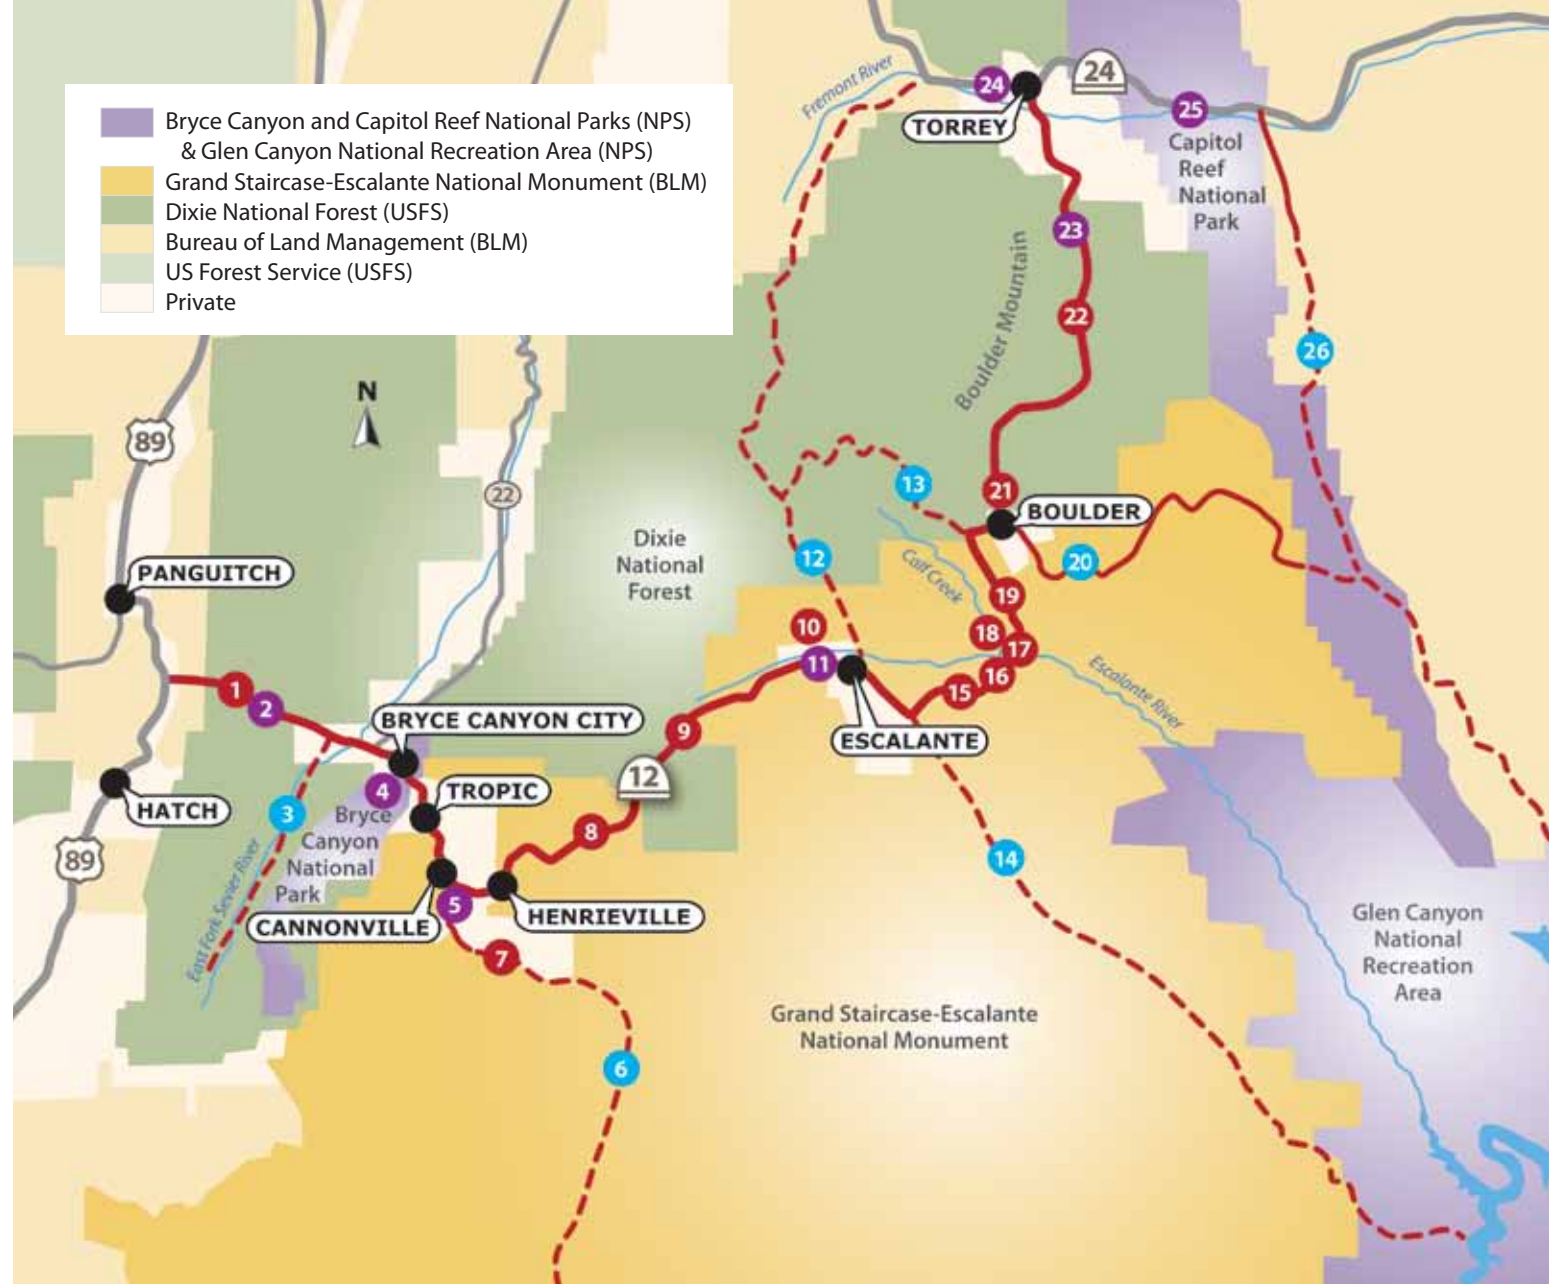 Bryce Canyon and Capitol Reef National Parks (NPS)
& Glen Canyon National Recreation Area (NPS)
Grand Staircase-Escalante National Monument (BLM)
Dixie National Forest (USFS)
Bureau of Land Management (BLM)
US Forest Service (USFS)
Private
Fremont River
24
TORREY
24
25
Capitol
Reef
National
Park
23
Boulder Mountain
22
26
N
89
22
21
BOULDER
13
12
20
Calf Creek
Dixie
National
Forest
PANGUITCH
19
18
17
16
15
10
11
Escalante River
ESCALANTE
1
2
BRYCE CANYON CITY
9
12
4
TROPIC
HATCH
3
Bryce
Canyon
National
Park
8
89
14
East Fork Sevier River
5
CANNONVILLE
HENRIEVILLE
7
Glen Canyon
National
Recreation
Area
Grand Staircase-Escalante
National Monument
6